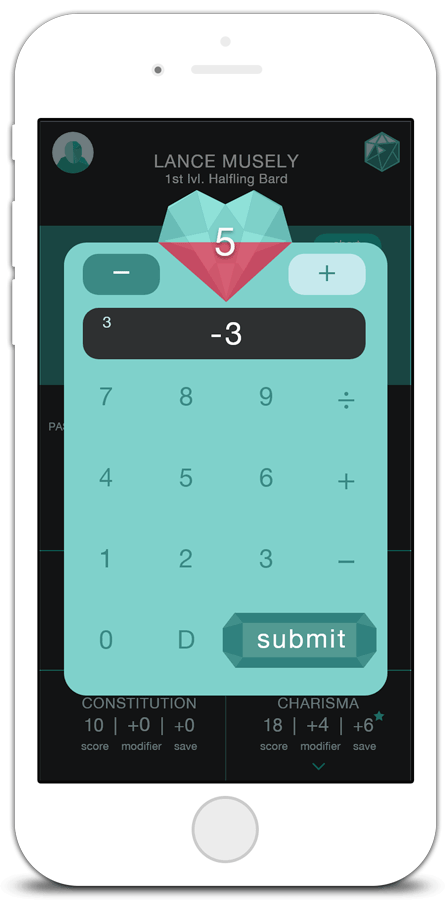 LANCE MUSELY
1st lvl. Halfling Bard
5
− +
3
-3
7 8 9 ÷
4 5 6 +
1 2 3 −
0 D submit
CONSTITUTION CHARISMA
10 | +0 | +0 18 | +4 | +6
score modifier save score modifier save